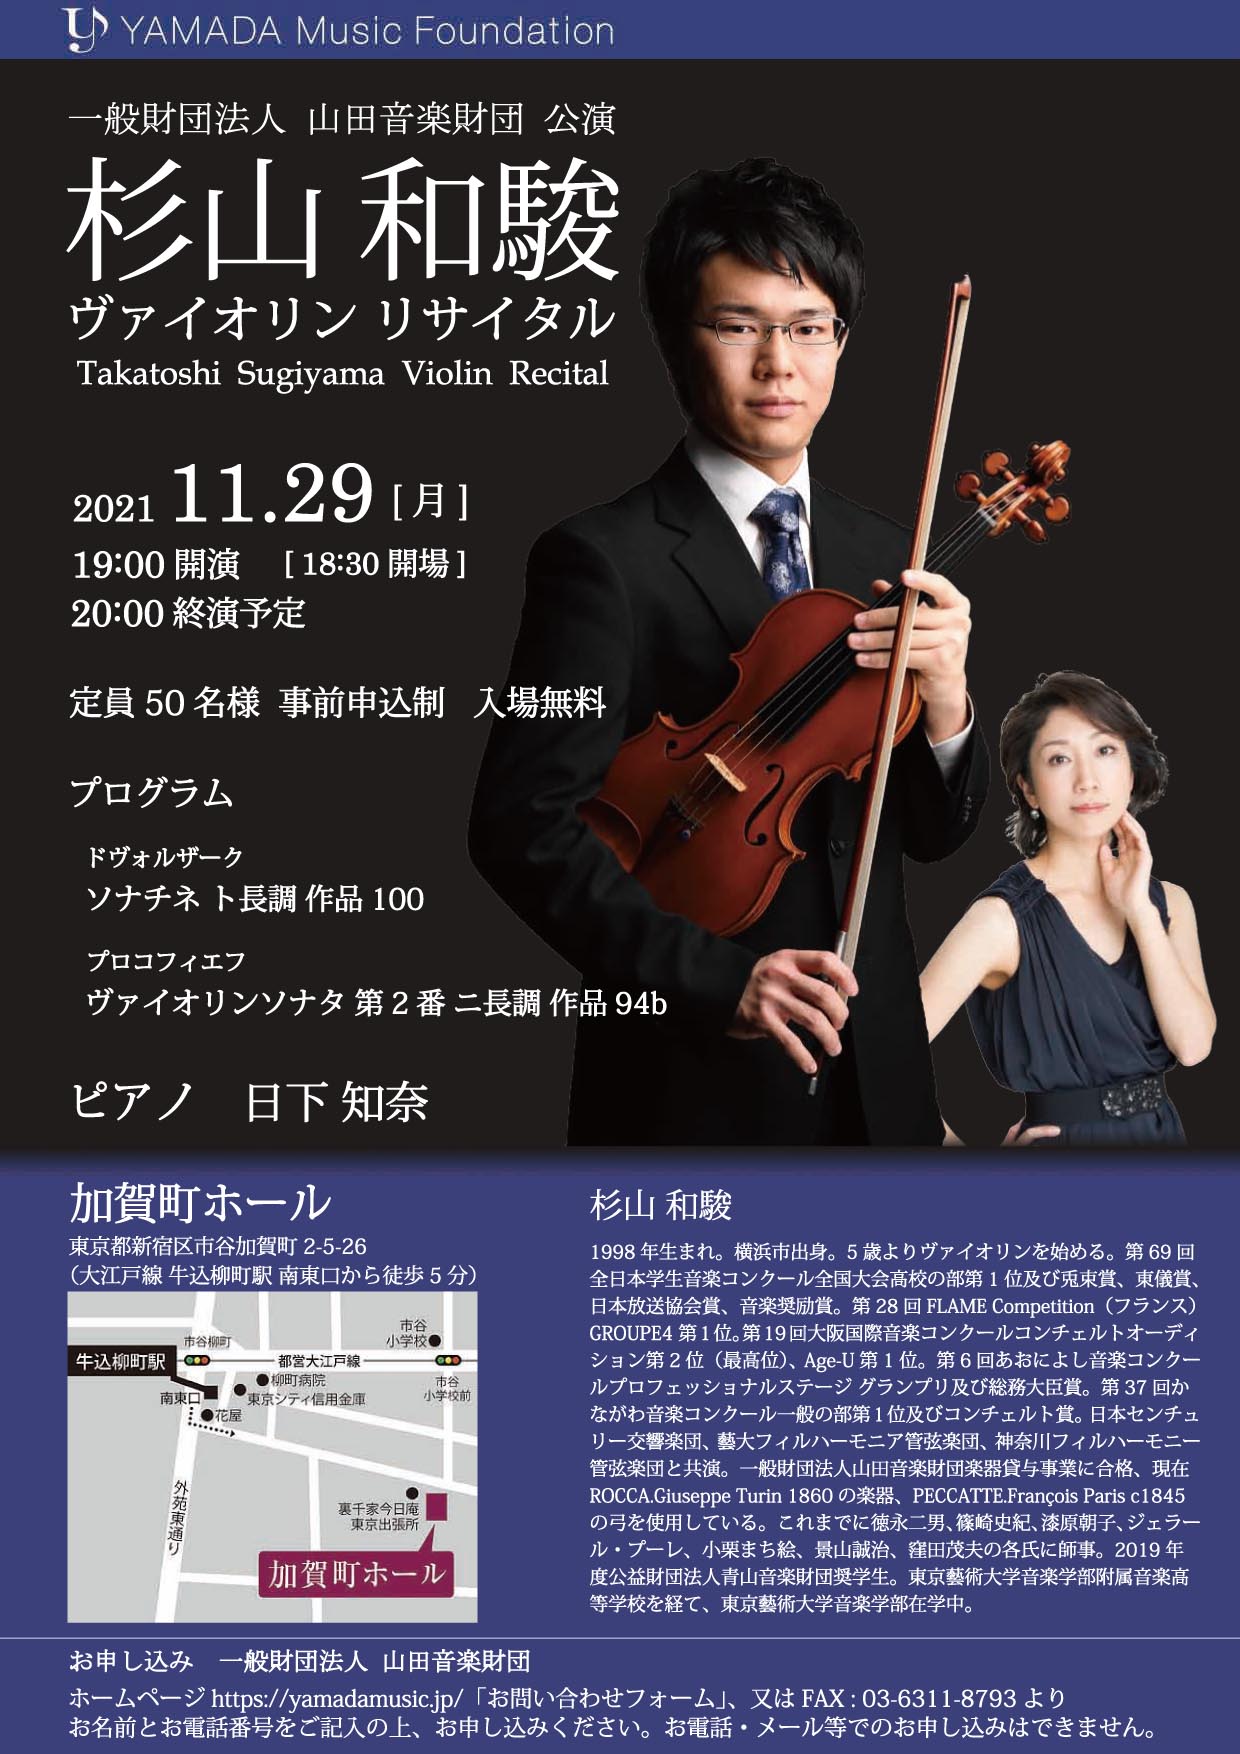 YAMADA Music Foundation
一般財団法人 山田音楽財団 公演
杉山 和駿
ヴァイオリン リサイタル
Takatoshi Sugiyama Violin Recital
2021 11.29 [月]
19:00 開演 [18:30 開場]
20:00 終演予定
定員 50 名様 事前申込制 入場無料
プログラム
ドヴォルザーク
ソナチネ ト長調 作品 100
プロコフィエフ
ヴァイオリンソナタ 第 2 番 ニ長調 作品 94b
ピアノ 日下 知奈
加賀町ホール
東京都新宿区市谷加賀町 2-5-26
（大江戸線 牛込柳町駅 南東口から徒歩 5 分）
市谷柳町
市谷
小学校
牛込柳町駅
都営大江戸線
柳町病院
南東口
東京シティ信用金庫
市谷
小学校前
花屋
外苑東通り
裏千家今日庵
東京出張所
加賀町ホール
杉山 和駿
1998 年生まれ。横浜市出身。5 歳よりヴァイオリンを始める。第 69 回
全日本学生音楽コンクール全国大会高校の部第 1 位及び兎束賞、東儀賞、
日本放送協会賞、音楽奨励賞。第 28 回 FLAME Competition（フランス）
GROUPE4 第 1 位。第 19 回大阪国際音楽コンクールコンチェルトオーディ
ション第 2 位（最高位）、Age-U 第 1 位。第 6 回あおによし音楽コンクー
ルプロフェッショナルステージ グランプリ及び総務大臣賞。第 37 回か
ながわ音楽コンクール一般の部第 1 位及びコンチェルト賞。日本センチュ
リー交響楽団、藝大フィルハーモニア管弦楽団、神奈川フィルハーモニー
管弦楽団と共演。一般財団法人山田音楽財団楽器貸与事業に合格、現在
ROCCA.Giuseppe Turin 1860 の楽器、PECCATTE.François Paris c1845
の弓を使用している。これまでに徳永二男、篠崎史紀、漆原朝子、ジェラー
ル・プーレ、小栗まち絵、景山誠治、窪田茂夫の各氏に師事。2019 年
度公益財団法人青山音楽財団奨学生。東京藝術大学音楽学部附属音楽高
等学校を経て、東京藝術大学音楽学部在学中。
お申し込み 一般財団法人 山田音楽財団
ホームページ https://yamadamusic.jp/「お問い合わせフォーム」、又は FAX : 03-6311-8793 より
お名前とお電話番号をご記入の上、お申し込みください。お電話・メール等でのお申し込みはできません。